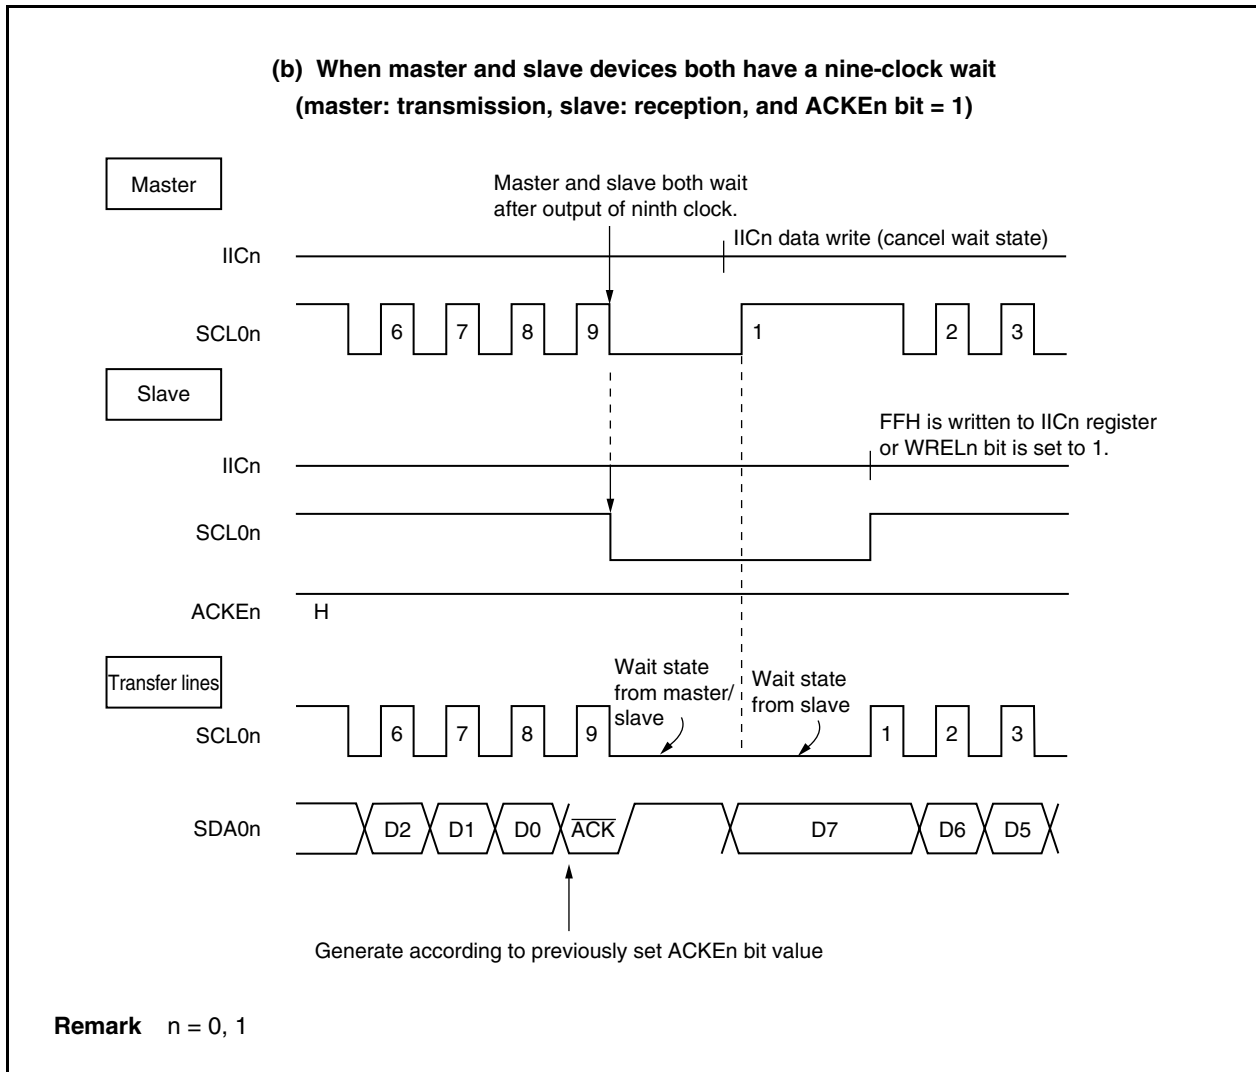 (b) When master and slave devices both have a nine-clock wait
(master: transmission, slave: reception, and ACKEn bit = 1)
Master
Master and slave both wait
after output of ninth clock.
IICn data write (cancel wait state)
IICn
SCL0n
6 7 8 9 1 2 3
Slave
FFH is written to IICn register
or WRELn bit is set to 1.
IICn
SCL0n
ACKEn H
Transfer lines
Wait state
from master/
slave
Wait state
from slave
SCL0n
6 7 8 9 1 2 3
SDA0n
D2 D1 D0 ACK D7 D6 D5
Generate according to previously set ACKEn bit value
Remark n = 0, 1